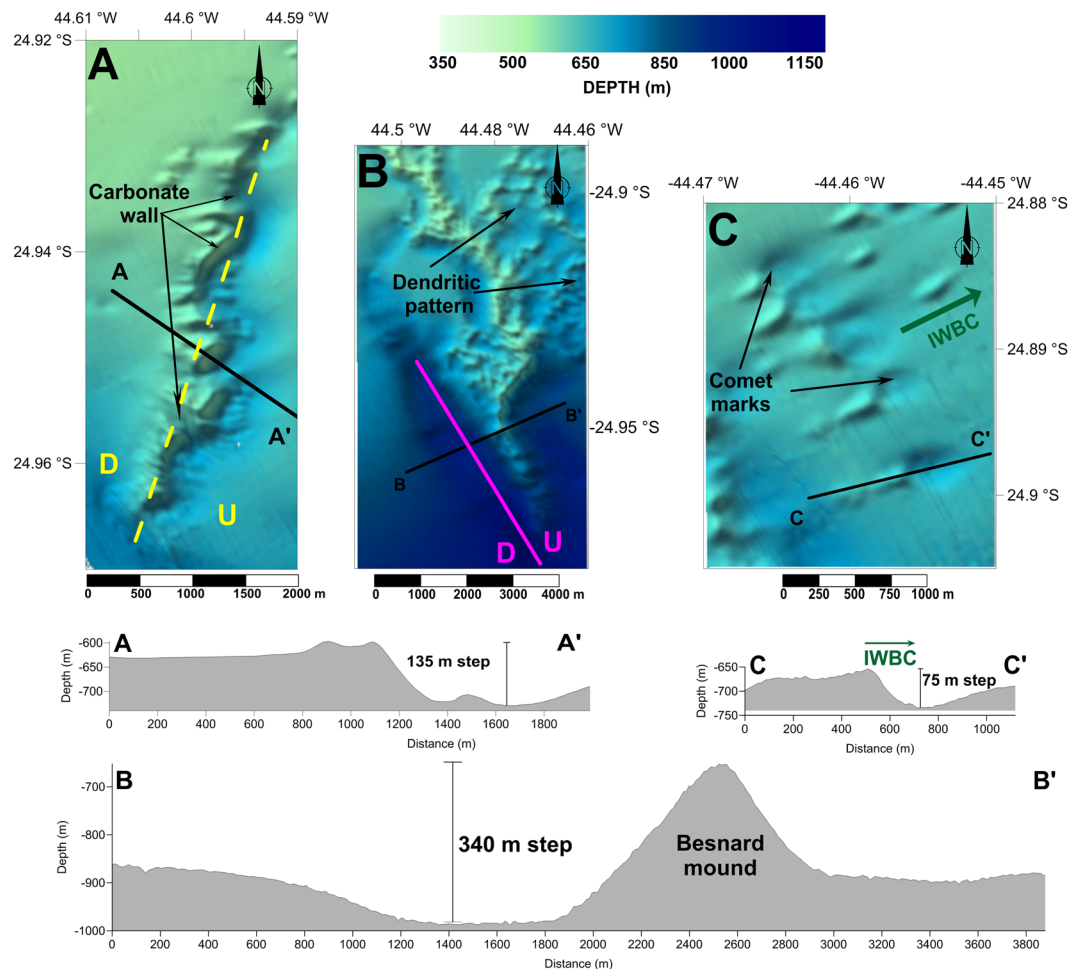 44.61 °W 44.6 °W 44.59 °W
24.92 °S
24.94 °S
24.96 °S
A
N
Carbonate
wall
A
A'
D
U
0 500 1000 1500 2000 m
350 500 650 850 1000 1150
DEPTH (m)
44.5 °W 44.48 °W 44.46 °W
B
N
-24.9 °S
Dendritic
pattern
B'
B
-24.95 °S
D U
0 1000 2000 3000 4000 m
-44.47 °W -44.46 °W -44.45 °W
24.88 °S
C
N
IWBC
24.89 °S
Comet
marks
C'
C
24.9 °S
0 250 500 750 1000 m
A A'
135 m step
Depth (m)
-600
-650
-700
0 200 400 600 800 1000 1200 1400 1600 1800
Distance (m)
IWBC
C C'
75 m step
Depth (m)
-650
-700
-750
0 200 400 600 800 1000
Distance (m)
B B'
340 m step
Besnard
mound
Depth (m)
-700
-800
-900
-1000
0 200 400 600 800 1000 1200 1400 1600 1800 2000 2200 2400 2600 2800 3000 3200 3400 3600 3800
Distance (m)